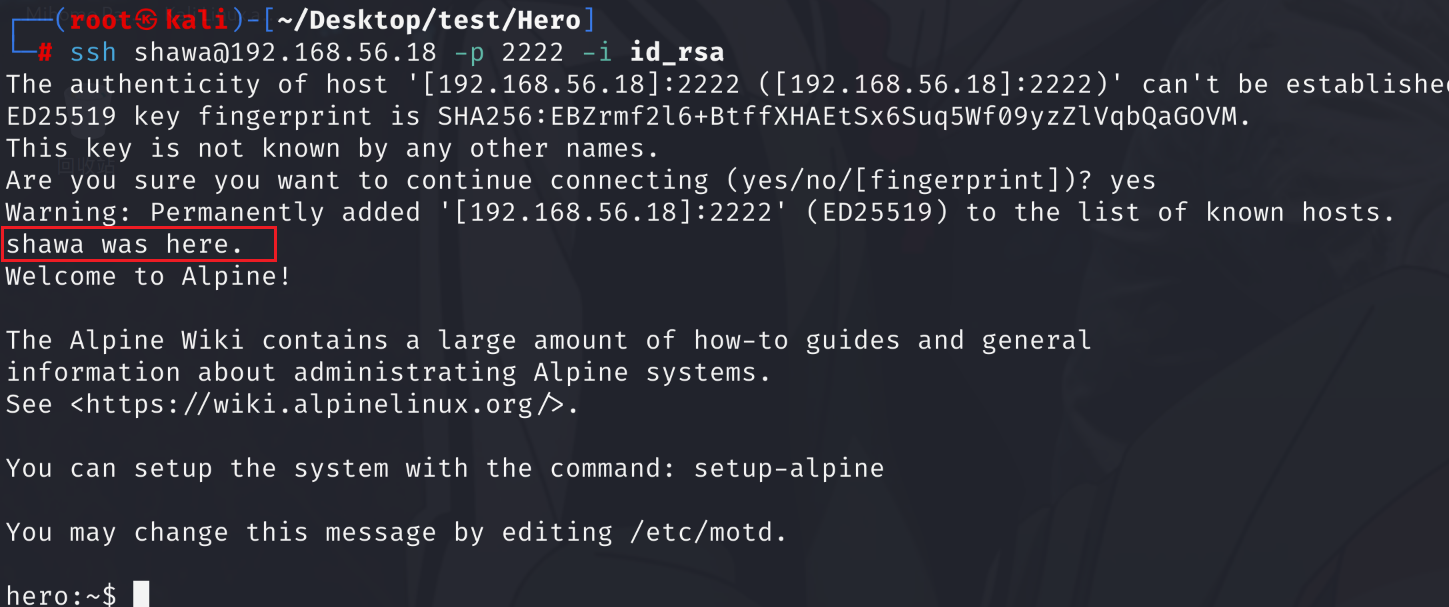 ┌──(root㉿kali)-[~/Desktop/test/Hero]
└─# ssh shawa@192.168.56.18 -p 2222 -i id_rsa
The authenticity of host '[192.168.56.18]:2222 ([192.168.56.18]:2222)' can't be establishe
ED25519 key fingerprint is SHA256:EBZrmf2l6+BtffXHAEtSx6Suq5Wf09yzZlVqbQaGOVM.
This key is not known by any other names.
Are you sure you want to continue connecting (yes/no/[fingerprint])? yes
Warning: Permanently added '[192.168.56.18]:2222' (ED25519) to the list of known hosts.
shawa was here.
Welcome to Alpine!
The Alpine Wiki contains a large amount of how-to guides and general
information about administrating Alpine systems.
See <https://wiki.alpinelinux.org/>.
You can setup the system with the command: setup-alpine
You may change this message by editing /etc/motd.
hero:~$